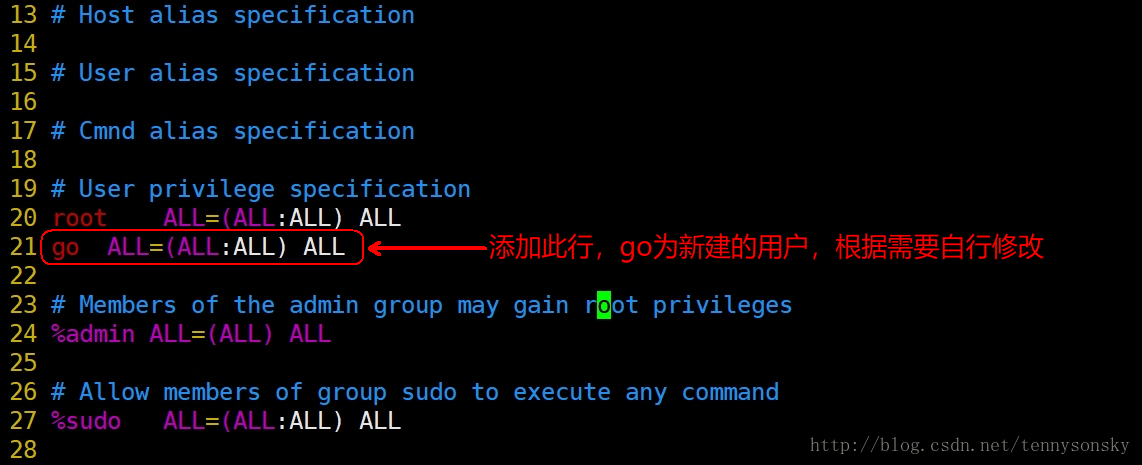 13 # Host alias specification
14
15 # User alias specification
16
17 # Cmnd alias specification
18
19 # User privilege specification
20 root    ALL=(ALL:ALL) ALL
21 go  ALL=(ALL:ALL) ALL 添加此行，go为新建的用户，根据需要自行修改
22
23 # Members of the admin group may gain root privileges
24 %admin ALL=(ALL) ALL
25
26 # Allow members of group sudo to execute any command
27 %sudo   ALL=(ALL:ALL) ALL
28
http://blog.csdn.net/tennysonsky